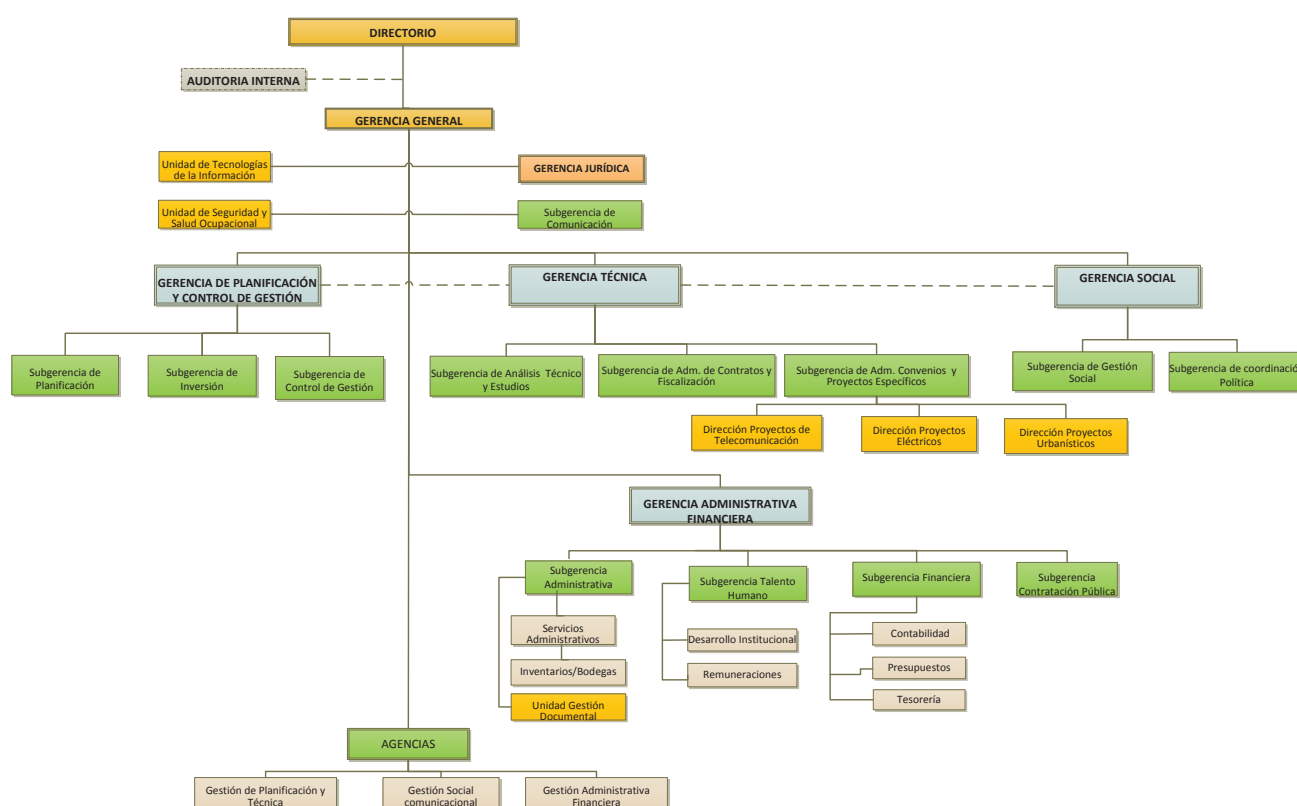 DIRECTORIO
AUDITORIA INTERNA
GERENCIA GENERAL
Unidad de Tecnologías
de la Información
GERENCIA JURÍDICA
Unidad de Seguridad y
Salud Ocupacional
Subgerencia de
Comunicación
GERENCIA DE PLANIFICACIÓN
Y CONTROL DE GESTIÓN
GERENCIA TÉCNICA
GERENCIA SOCIAL
Subgerencia de
Planificación
Subgerencia de
Inversión
Subgerencia de
Control de Gestión
Subgerencia de Análisis Técnico
y Estudios
Subgerencia de Adm. de Contratos y
Fiscalización
Subgerencia de Adm. Convenios y
Proyectos Específicos
Subgerencia de Gestión
Social
Subgerencia de coordinació
Política
Dirección Proyectos de
Telecomunicación
Dirección Proyectos
Eléctricos
Dirección Proyectos
Urbanísticos
GERENCIA ADMINISTRATIVA
FINANCIERA
Subgerencia
Administrativa
Subgerencia Talento
Humano
Subgerencia Financiera
Subgerencia
Contratación Pública
Servicios
Administrativos
Inventarios/Bodegas
Unidad Gestión
Documental
Desarrollo Institucional
Remuneraciones
Contabilidad
Presupuestos
Tesorería
AGENCIAS
Gestión de Planificación y
Técnica
Gestión Social
comunicacional
Gestión Administrativa
Financiera